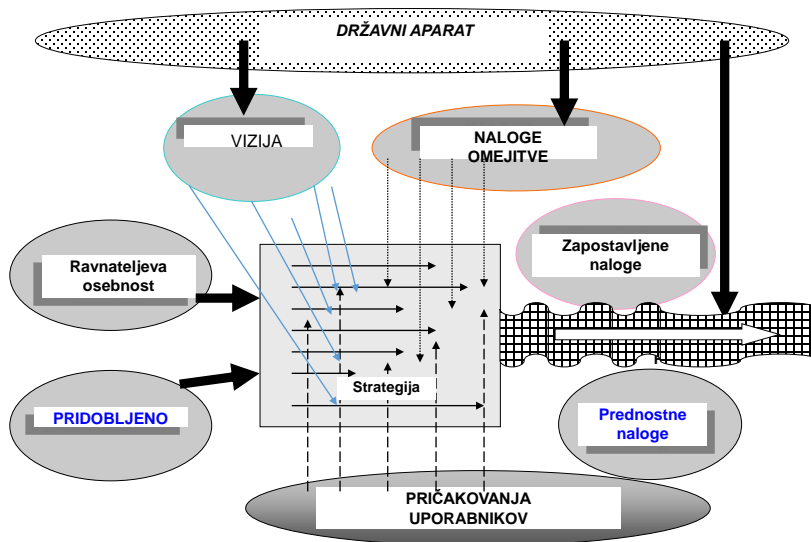 DRŽAVNI APARAT
VIZIJA
NALOGE
OMEJITVE
Ravnateljeva
osebnost
Zapostavljene
naloge
Strategija
PRIDOBLJENO
Prednostne
naloge
PRIČAKOVANJA
UPORABNIKOV